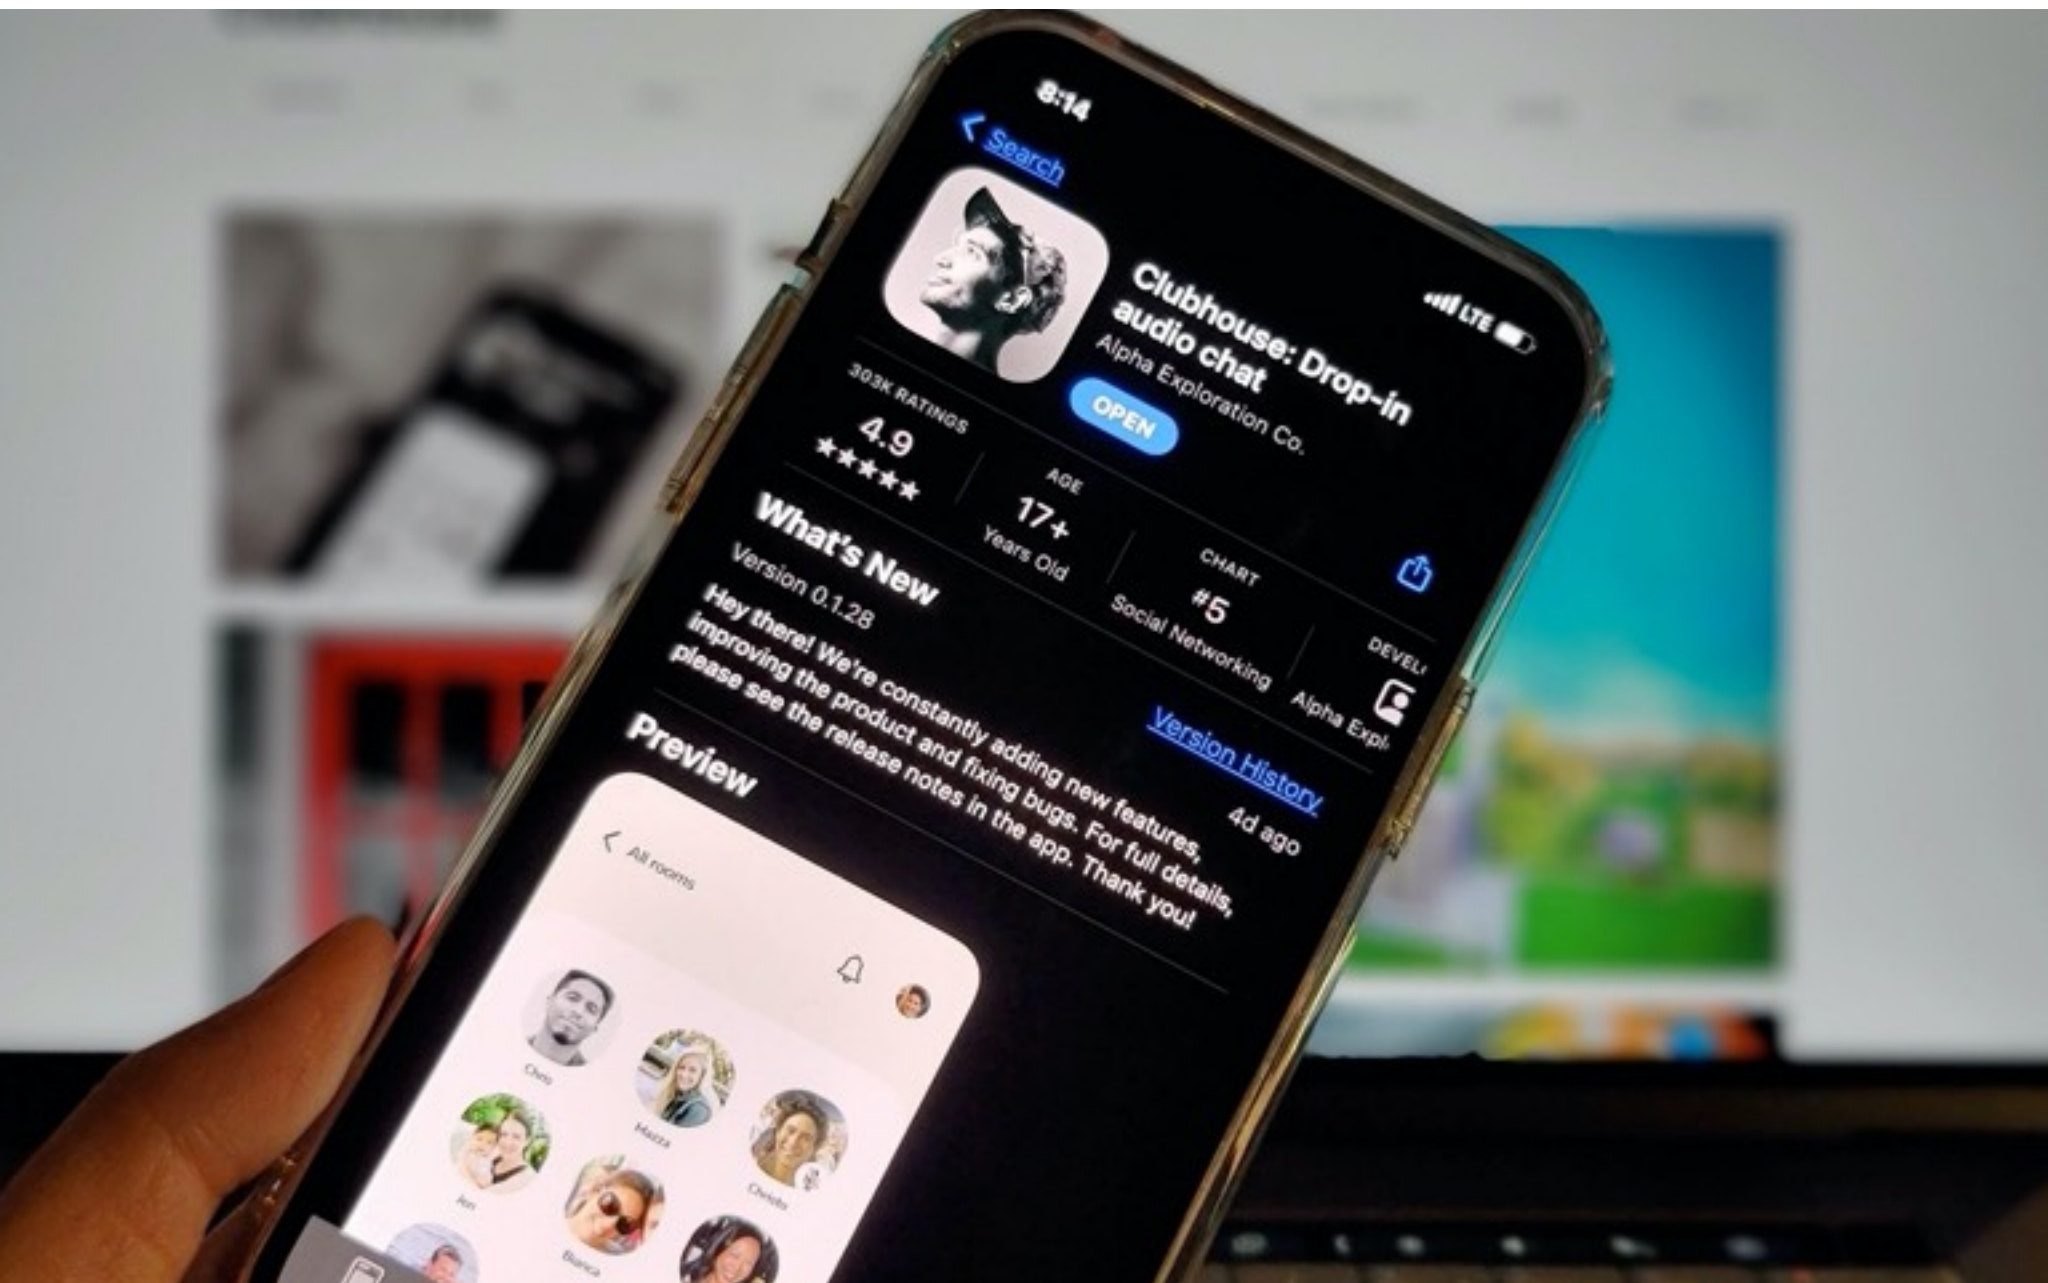 8:14
LTE
Search
Clubhouse: Drop-in
audio chat
Alpha Exploration Co.
OPEN
303K RATINGS
4.9
AGE
17+
Years Old
CHART
#5
Social Networking
DEVEL
Alpha Expl
What's New
Version History
Version 0.1.28
4d ago
Hey there! We're constantly adding new features,
improving the product and fixing bugs. For full details,
please see the release notes in the app. Thank you!
Preview
All rooms
Chris
Mazza
Jen
Bianca